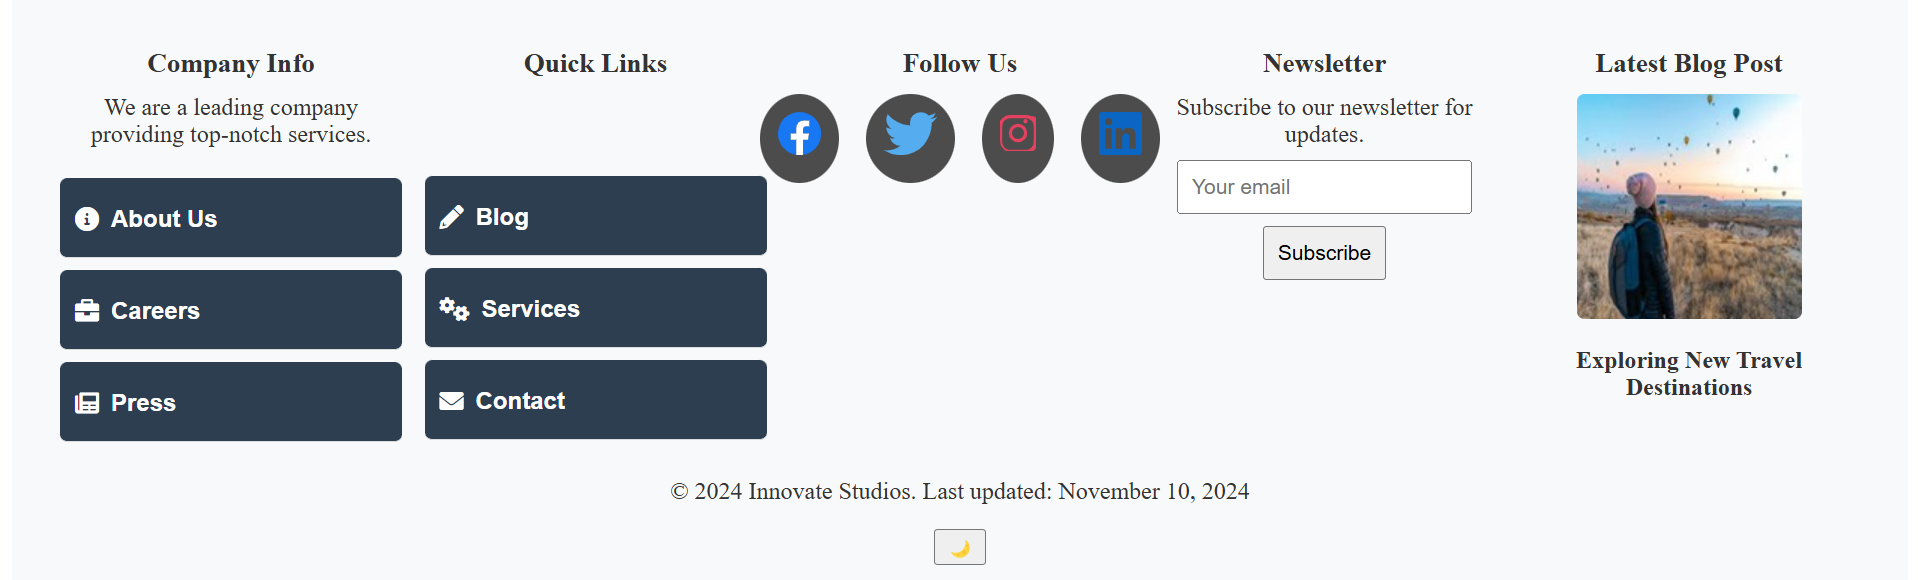 Company Info
We are a leading company
providing top-notch services.
About Us
Careers
Press
Quick Links
Blog
Services
Contact
Follow Us
Newsletter
Subscribe to our newsletter for
updates.
Your email
Subscribe
Latest Blog Post
Exploring New Travel
Destinations
© 2024 Innovate Studios. Last updated: November 10, 2024